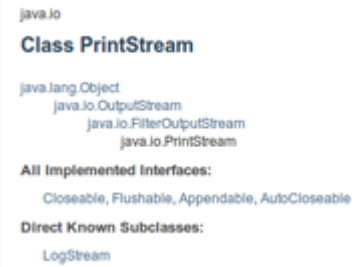 java.io
Class PrintStream
java.lang.Object
java.io.OutputStream
java.io.FilterOutputStream
java.io.PrintStream
All Implemented Interfaces:
Closeable, Flushable, Appendable, AutoCloseable
Direct Known Subclasses:
LogStream